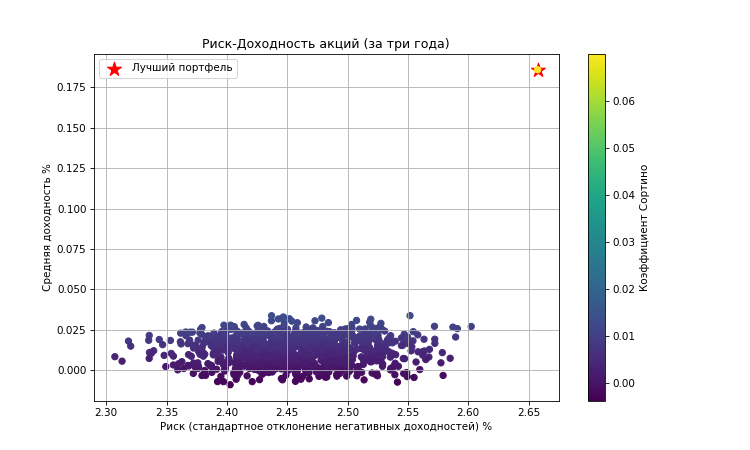 Риск-Доходность акций (за три года)
Лучший портфель
Средняя доходность %
0.175
0.150
0.125
0.100
0.075
0.050
0.025
0.000
2.30 2.35 2.40 2.45 2.50 2.55 2.60 2.65
Риск (стандартное отклонение негативных доходностей) %
0.06
0.05
0.04
0.03
0.02
0.01
0.00
Коэффициент Сортино